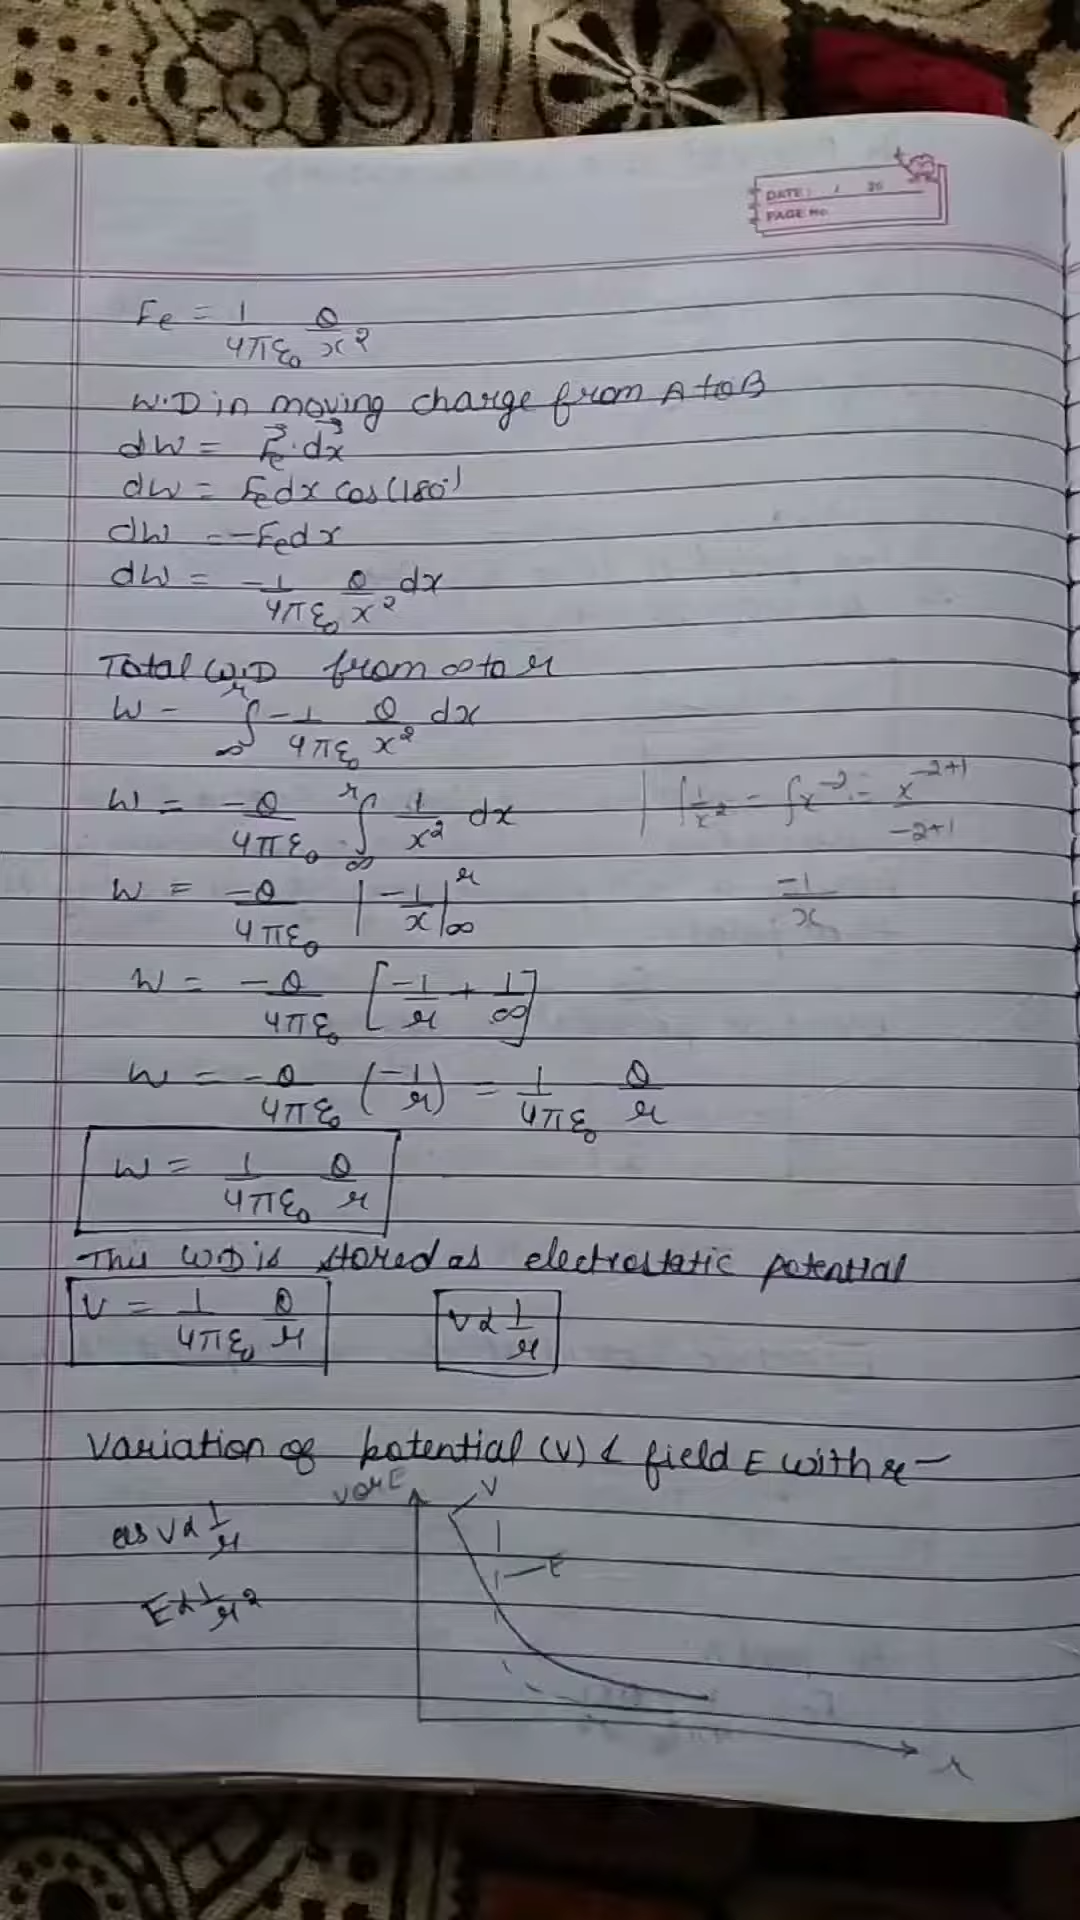 DATE: / 20
PAGE No.
Fe = 1/4πε₀ Q/x²
W.D in moving charge from A to B
dW = F⃗e · dx⃗
dW = Fe dx cos(180°)
dW = -Fe dx
dW = -1/4πε₀ Q/x² dx
Total W.D from ∞ to r
W = ∫∞^r -1/4πε₀ Q/x² dx
W = -Q/4πε₀ ∫∞^r 1/x² dx | ∫1/x² = ∫x⁻² = x⁻²⁺¹/-2+1
W = -Q/4πε₀ |-1/x|∞^r -1/x
W = -Q/4πε₀ [-1/r + 1/∞]
W = -Q/4πε₀ (-1/r) = 1/4πε₀ Q/r
W = 1/4πε₀ Q/r
This WD is stored as electrostatic potential
V = 1/4πε₀ Q/r V ∝ 1/r
Variation of potential (V) & field E with r -
V or E V
as V ∝ 1/r
E
E ∝ 1/r²
r